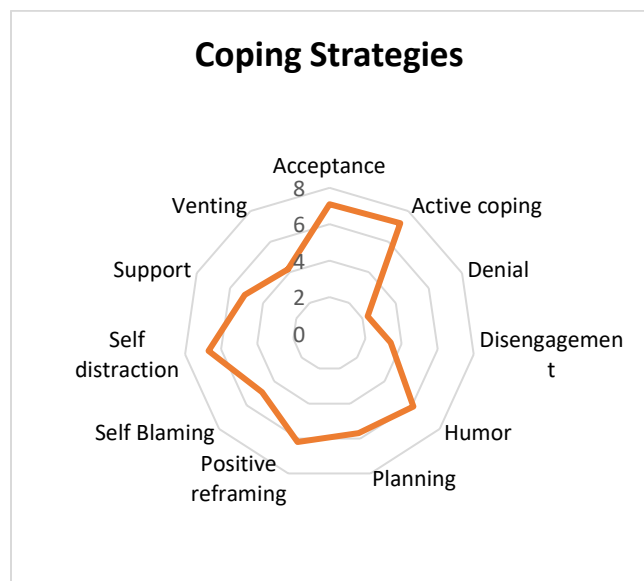 Coping Strategies
Acceptance
Active coping
Denial
Disengagemen
t
Humor
Planning
Positive
reframing
Self Blaming
Self
distraction
Support
Venting
8
6
4
2
0